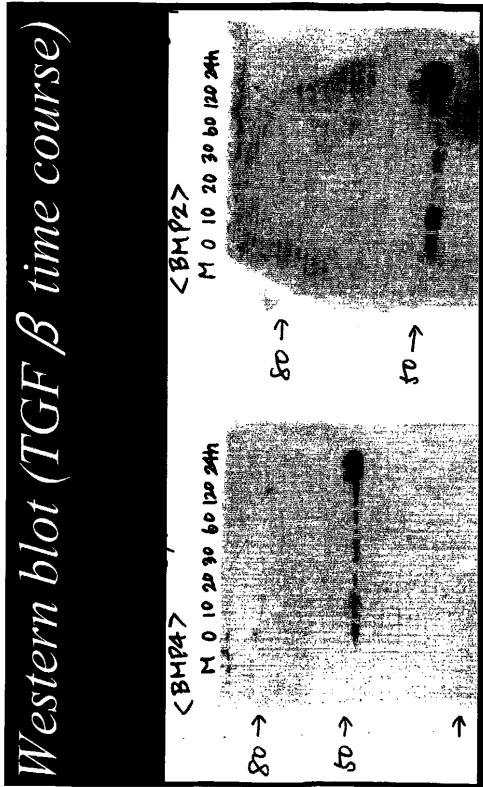 Western blot (TGF β time course)
<BMP4>
M 0 10 20 30 60 120 24h
80 →
50 →
→
<BMP2>
M 0 10 20 30 60 120 24h
80 →
50 →